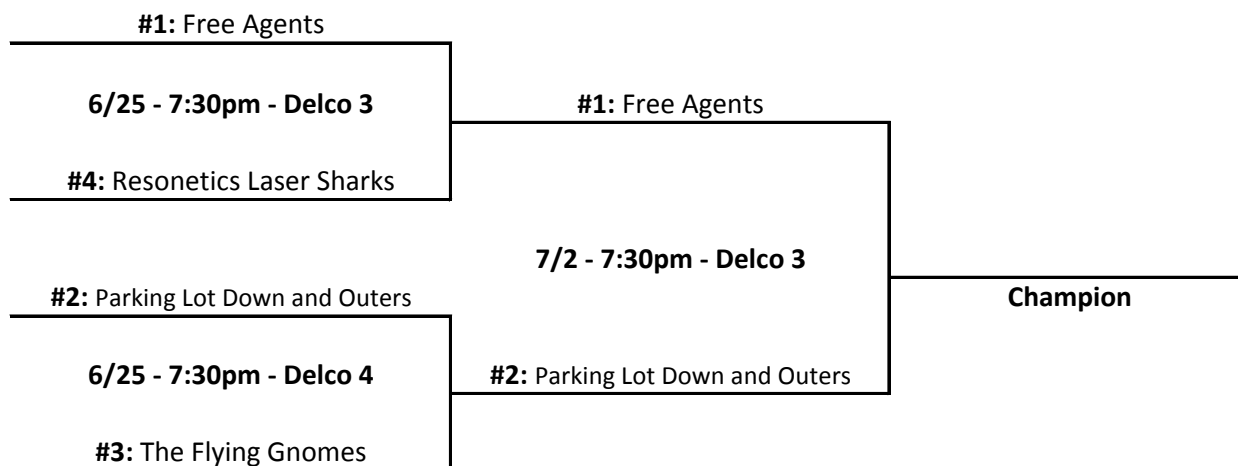 #1: Free Agents
6/25 - 7:30pm - Delco 3
#1: Free Agents
#4: Resonetics Laser Sharks
7/2 - 7:30pm - Delco 3
#2: Parking Lot Down and Outers
Champion
6/25 - 7:30pm - Delco 4
#2: Parking Lot Down and Outers
#3: The Flying Gnomes